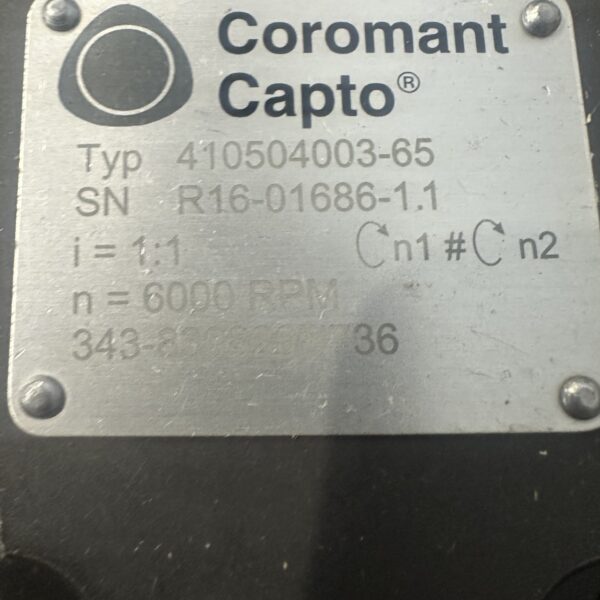 Coromant
Capto®
Typ 410504003-65
SN R16-01686-1.1
i = 1:1 n1 # n2
n = 6000 RPM